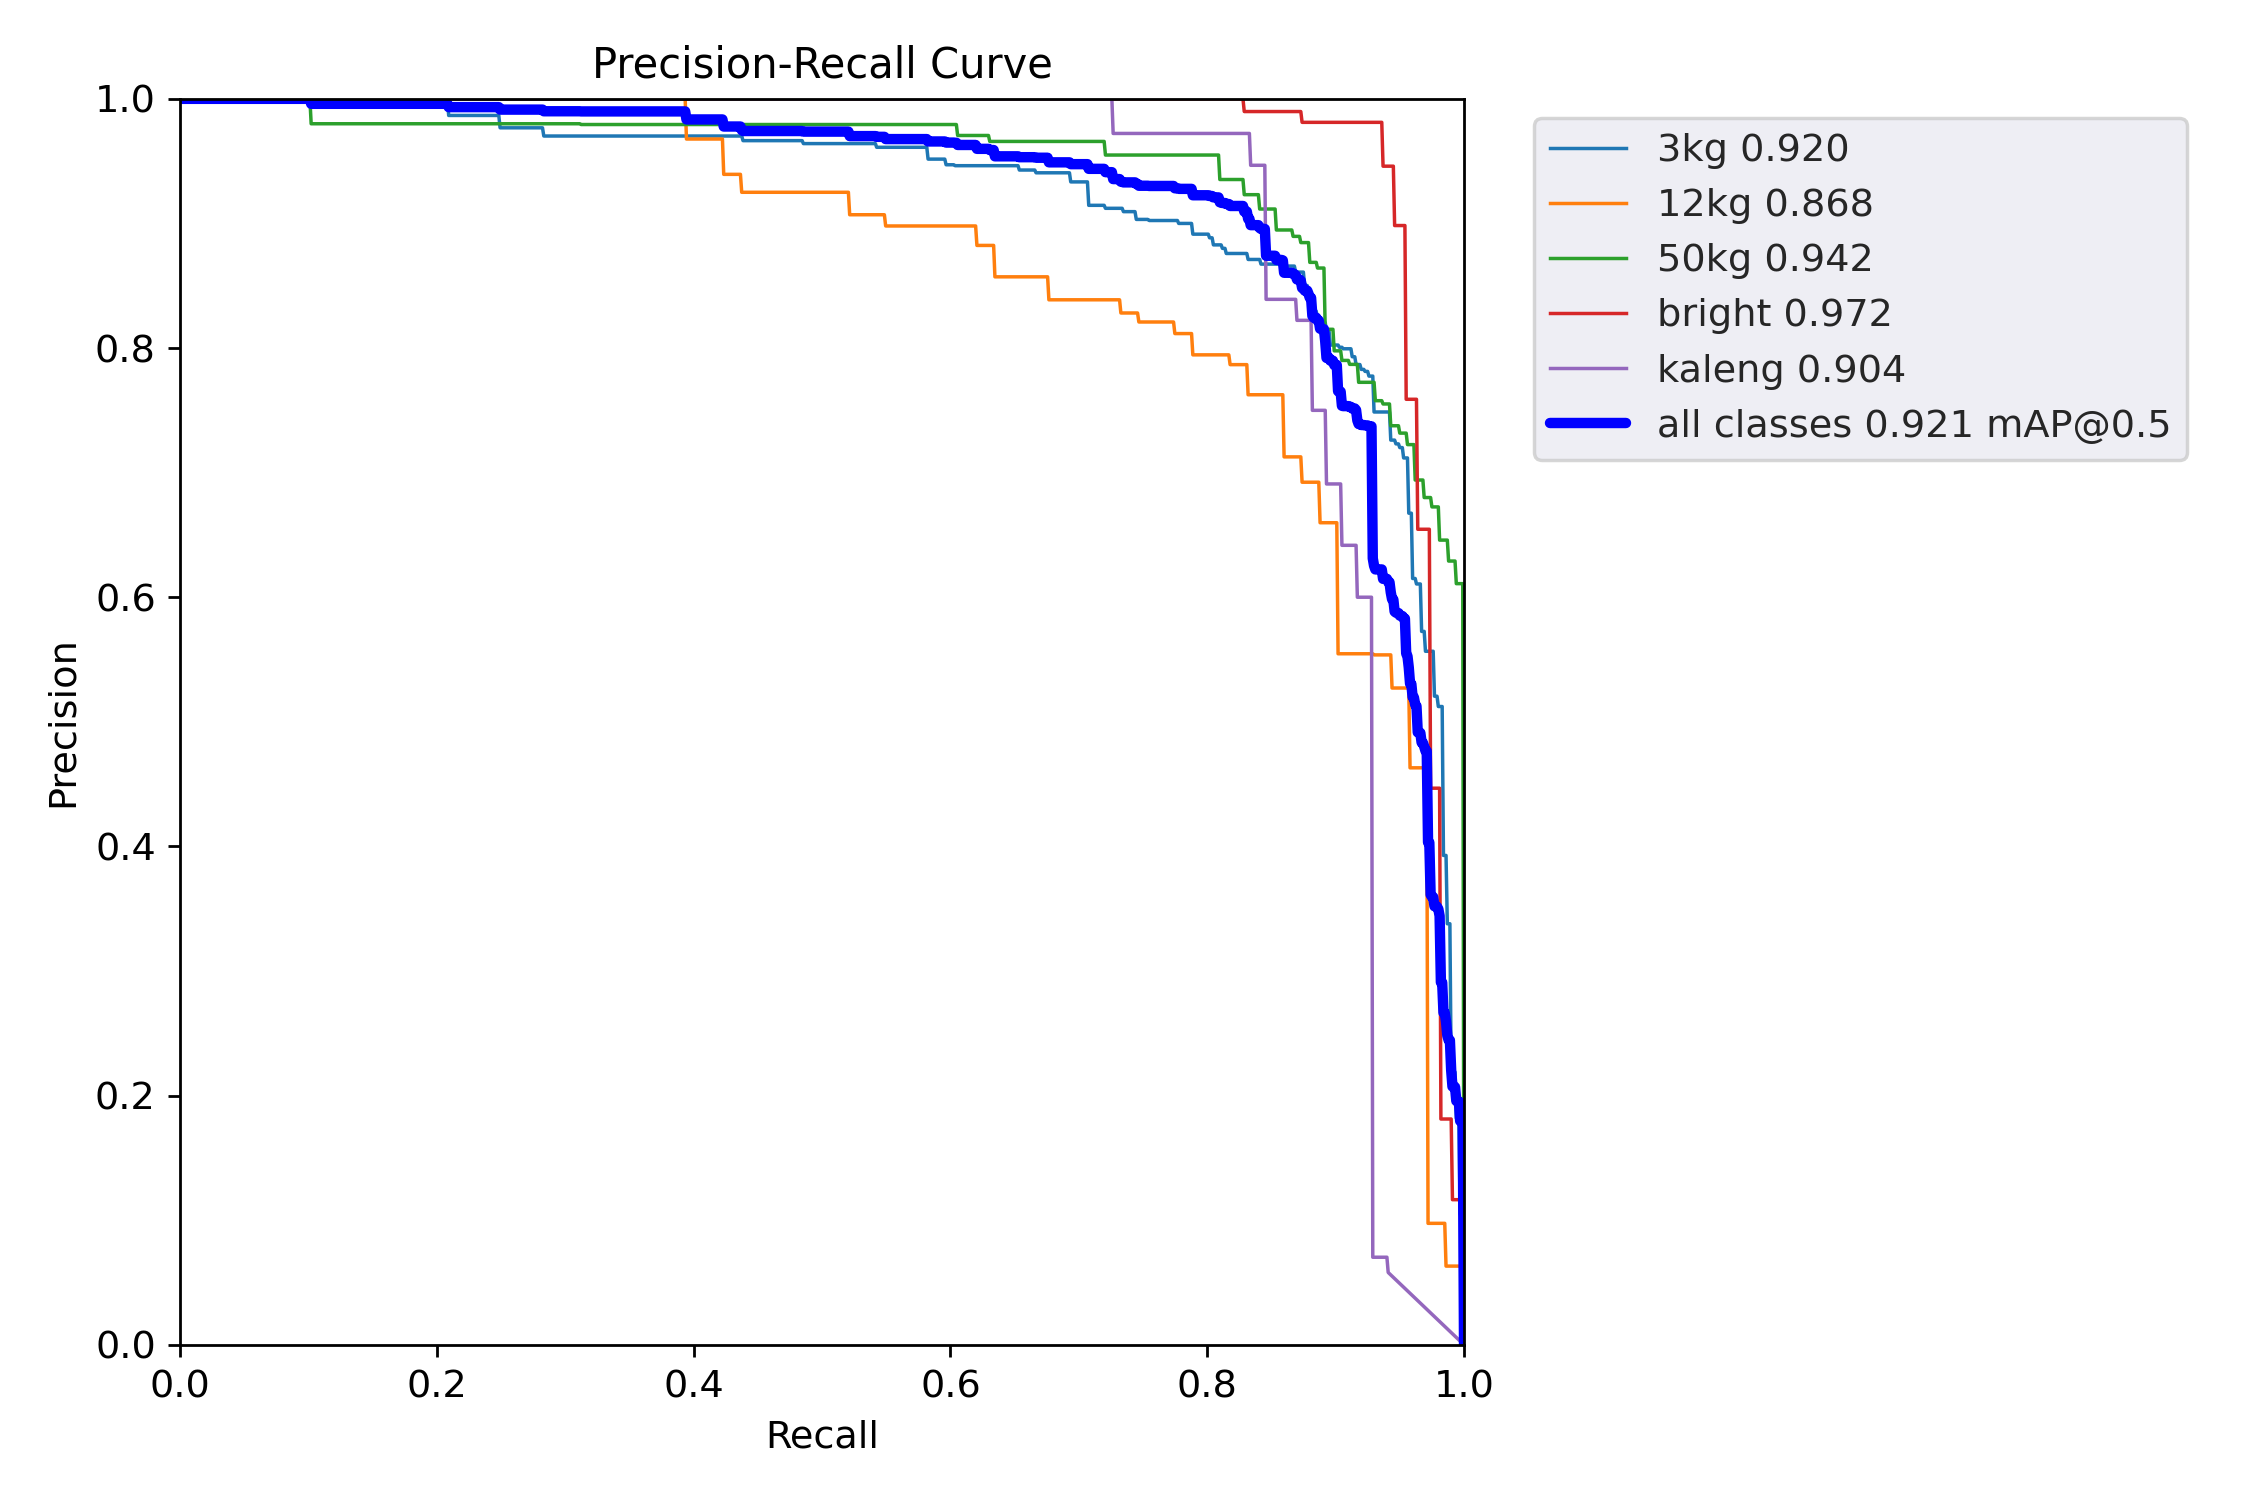 Precision-Recall Curve
1.0
0.8
0.6
0.4
0.2
0.0
Precision
0.0 0.2 0.4 0.6 0.8 1.0
Recall
3kg 0.920
12kg 0.868
50kg 0.942
bright 0.972
kaleng 0.904
all classes 0.921 mAP@0.5